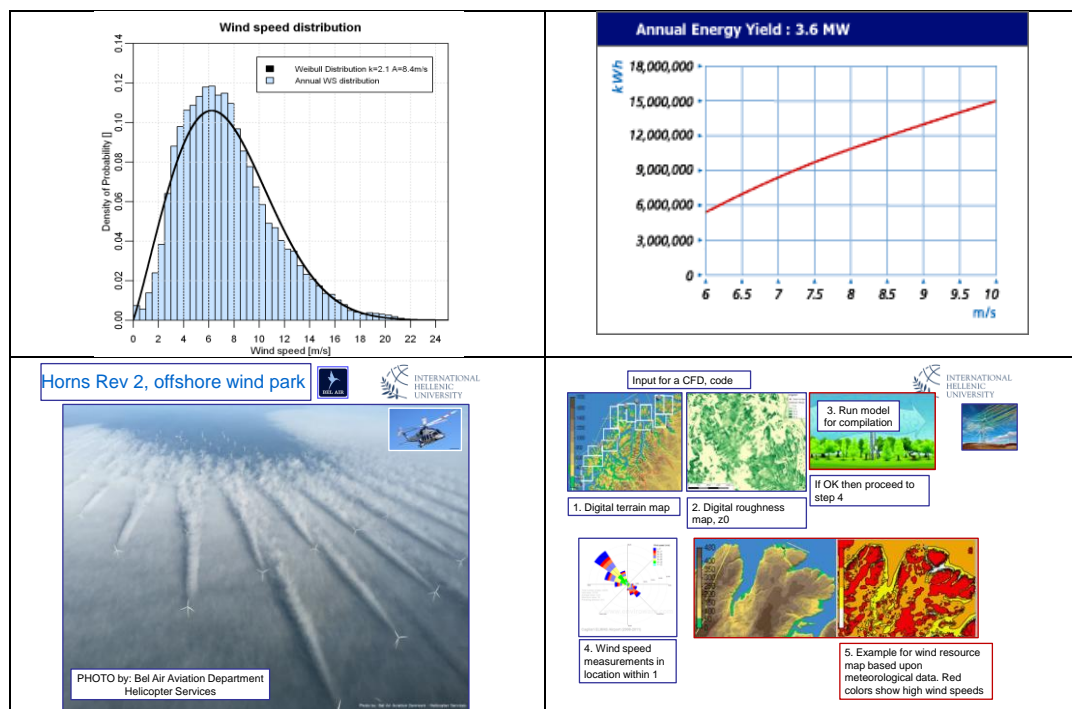 Wind speed distribution
Density of Probability []
0.14
0.12
0.10
0.08
0.06
0.04
0.02
0.00
Weibull Distribution k=2.1 A=8.4m/s
Annual WS distribution
0 2 4 6 8 10 12 14 16 18 20 22 24
Wind speed [m/s]
Annual Energy Yield : 3.6 MW
kWh
18,000,000
15,000,000
12,000,000
9,000,000
6,000,000
3,000,000
0
6 6.5 7 7.5 8 8.5 9 9.5 10
m/s
Horns Rev 2, offshore wind park
BEL AIR
INTERNATIONAL
HELLENIC
UNIVERSITY
PHOTO by: Bel Air Aviation Department
Helicopter Services
Input for a CFD, code
INTERNATIONAL
HELLENIC
UNIVERSITY
3. Run model
for compilation
1. Digital terrain map
2. Digital roughness
map, z0
If OK then proceed to
step 4
4. Wind speed
measurements in
location within 1
5. Example for wind resource
map based upon
meteorological data. Red
colors show high wind speeds